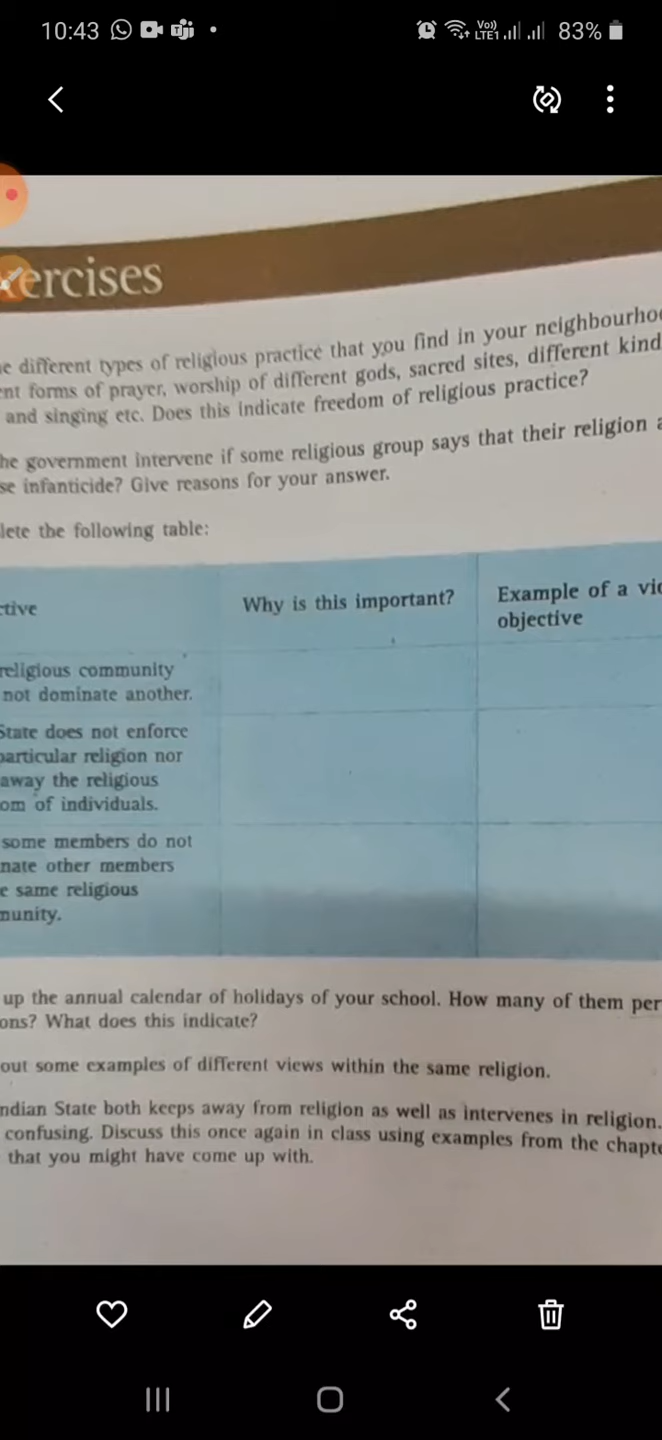 10:43
Vo))
LTE1
83%
xercises
e different types of religious practice that you find in your neighbourhoo
ent forms of prayer, worship of different gods, sacred sites, different kind
and singing etc. Does this indicate freedom of religious practice?
he government intervene if some religious group says that their religion a
se infanticide? Give reasons for your answer.
lete the following table:
ctive
Why is this important?
Example of a vio
objective
religious community
not dominate another.
State does not enforce
particular religion nor
away the religious
om of individuals.
some members do not
nate other members
e same religious
munity.
up the annual calendar of holidays of your school. How many of them per
ons? What does this indicate?
out some examples of different views within the same religion.
ndian State both keeps away from religion as well as intervenes in religion.
confusing. Discuss this once again in class using examples from the chapte
that you might have come up with.